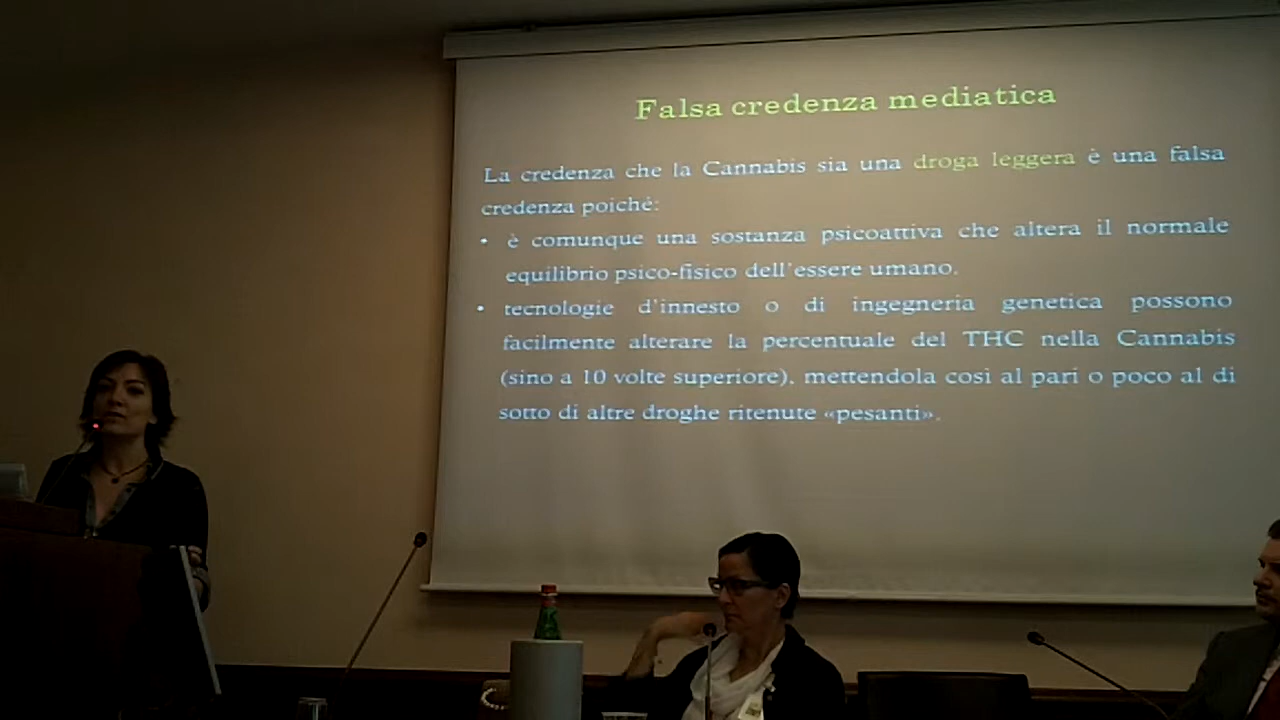 Falsa credenza mediatica
La credenza che la Cannabis sia una droga leggera è una falsa
credenza poichè:
• è comunque una sostanza psicoattiva che altera il normale
equilibrio psico-fisico dell'essere umano.
• tecnologie d'innesto o di ingegneria genetica possono
facilmente alterare la percentuale del THC nella Cannabis
(sino a 10 volte superiore), mettendola così al pari o poco al di
sotto di altre droghe ritenute «pesanti».